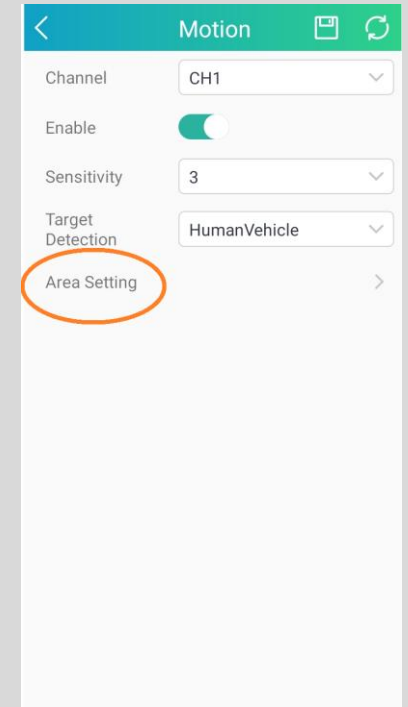 Motion
Channel
CH1
Enable
Sensitivity
3
Target
Detection
HumanVehicle
Area Setting